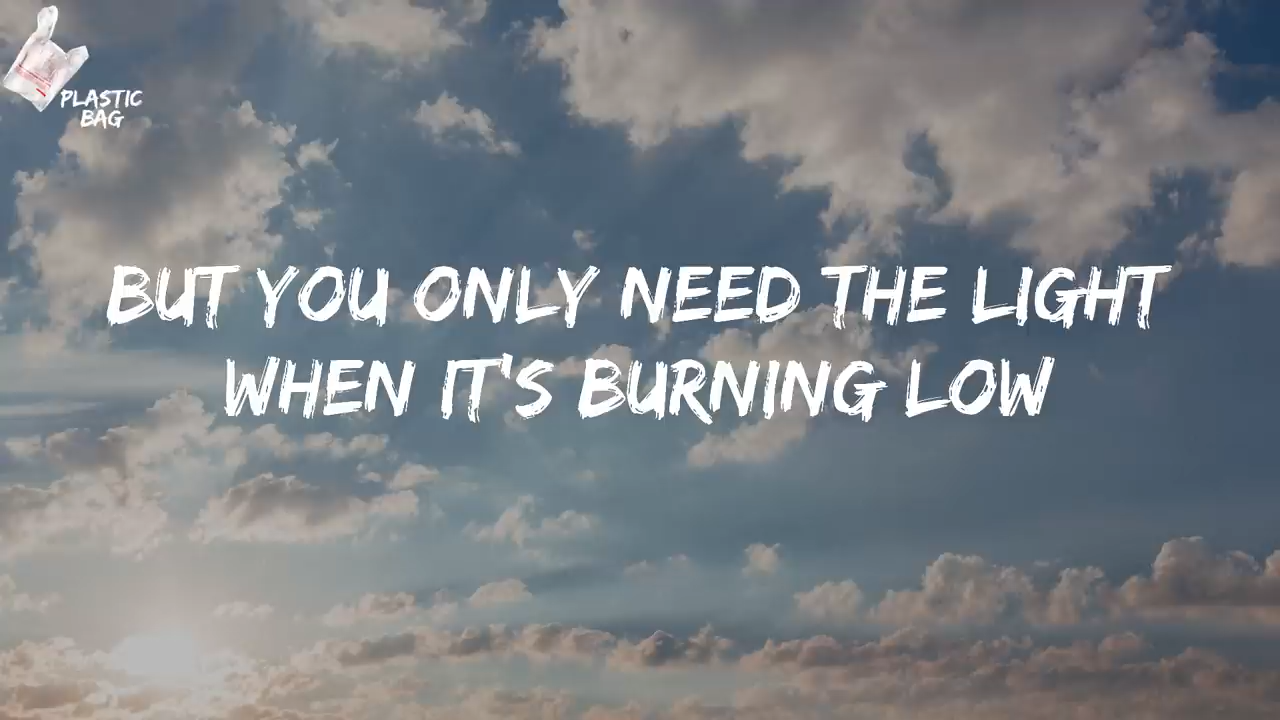 PLASTIC
BAG
BUT YOU ONLY NEED THE LIGHT
WHEN IT'S BURNING LOW